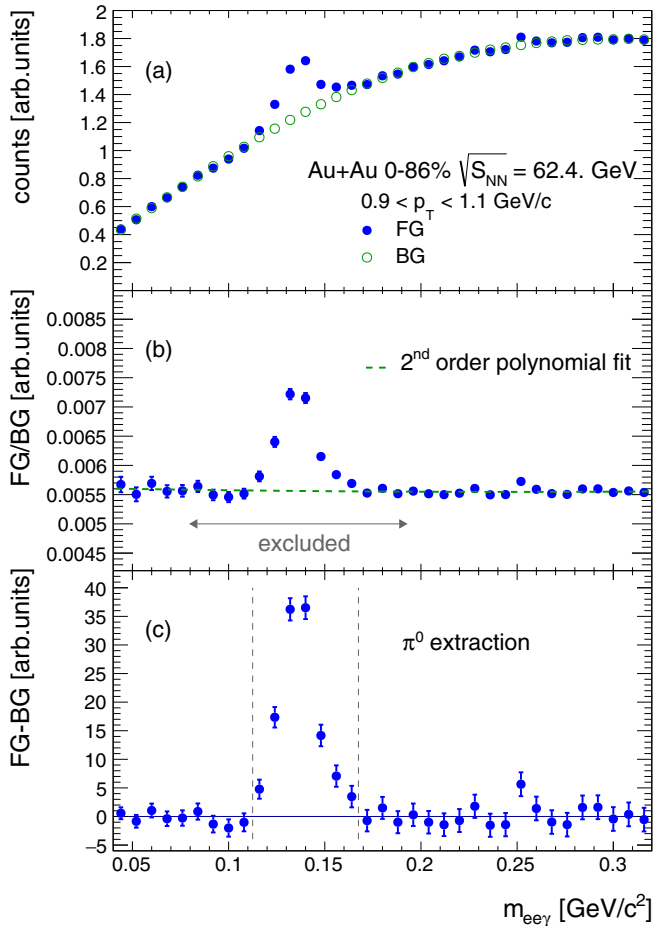 counts [arb.units]
2
1.8
1.6
1.4
1.2
1
0.8
0.6
0.4
0.2
(a)
Au+Au 0-86% √S_NN = 62.4. GeV
0.9 < p_T < 1.1 GeV/c
FG
BG
FG/BG [arb.units]
0.0085
0.008
0.0075
0.007
0.0065
0.006
0.0055
0.005
0.0045
(b)
2nd order polynomial fit
excluded
FG-BG [arb.units]
40
35
30
25
20
15
10
5
0
−5
(c)
π⁰ extraction
0.05 0.1 0.15 0.2 0.25 0.3
m_eeγ [GeV/c²]